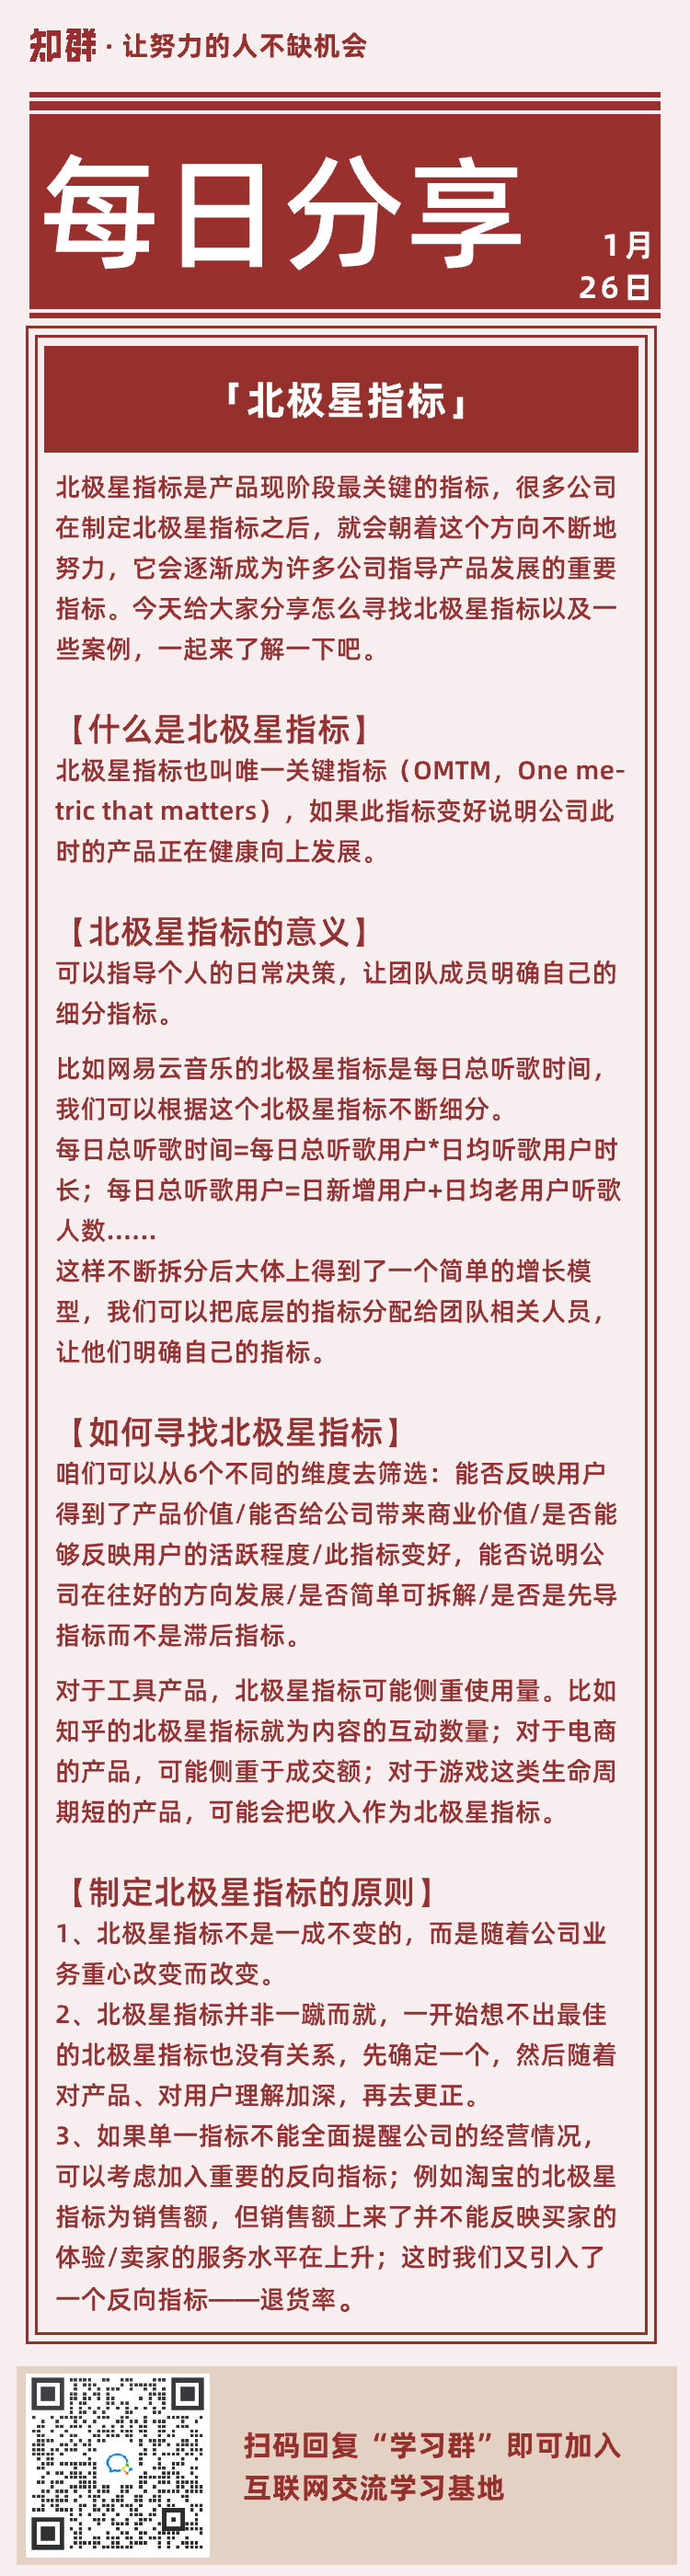 知群·让努力的人不缺机会
每日分享
1月
26日
「北极星指标」
北极星指标是产品现阶段最关键的指标，很多公司
在制定北极星指标之后，就会朝着这个方向不断地
努力，它会逐渐成为许多公司指导产品发展的重要
指标。今天给大家分享怎么寻找北极星指标以及一
些案例，一起来了解一下吧。
【什么是北极星指标】
北极星指标也叫唯一关键指标（OMTM，One me-
tric that matters），如果此指标变好说明公司此
时的产品正在健康向上发展。
【北极星指标的意义】
可以指导个人的日常决策，让团队成员明确自己的
细分指标。
比如网易云音乐的北极星指标是每日总听歌时间，
我们可以根据这个北极星指标不断细分。
每日总听歌时间=每日总听歌用户*日均听歌用户时
长；每日总听歌用户=日新增用户+日均老用户听歌
人数……
这样不断拆分后大体上得到了一个简单的增长模
型，我们可以把底层的指标分配给团队相关人员，
让他们明确自己的指标。
【如何寻找北极星指标】
咱们可以从6个不同的维度去筛选：能否反映用户
得到了产品价值/能否给公司带来商业价值/是否能
够反映用户的活跃程度/此指标变好，能否说明公
司在往好的方向发展/是否简单可拆解/是否是先导
指标而不是滞后指标。
对于工具产品，北极星指标可能侧重使用量。比如
知乎的北极星指标就为内容的互动数量；对于电商
的产品，可能侧重于成交额；对于游戏这类生命周
期短的产品，可能会把收入作为北极星指标。
【制定北极星指标的原则】
1、北极星指标不是一成不变的，而是随着公司业
务重心改变而改变。
2、北极星指标并非一蹴而就，一开始想不出最佳
的北极星指标也没有关系，先确定一个，然后随着
对产品、对用户理解加深，再去更正。
3、如果单一指标不能全面提醒公司的经营情况，
可以考虑加入重要的反向指标；例如淘宝的北极星
指标为销售额，但销售额上来了并不能反映买家的
体验/卖家的服务水平在上升；这时我们又引入了
一个反向指标——退货率。
扫码回复“学习群”即可加入
互联网交流学习基地